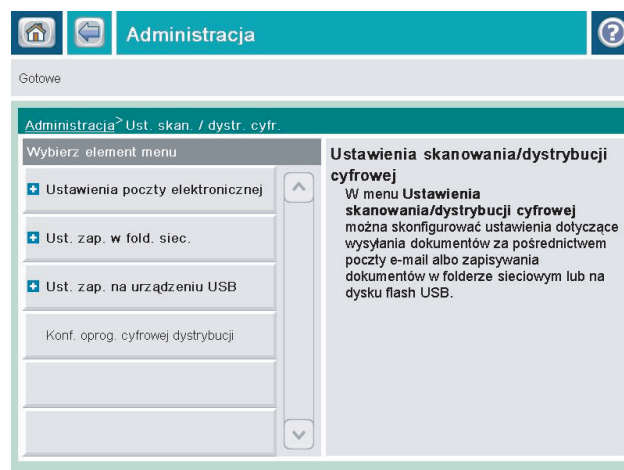 Administracja
Gotowe
Administracja> Ust. skan. / dystr. cyfr.
Wybierz element menu
Ustawienia poczty elektronicznej
Ust. zap. w fold. siec.
Ust. zap. na urządzeniu USB
Konf. oprog. cyfrowej dystrybucji
Ustawienia skanowania/dystrybucji
cyfrowej
W menu Ustawienia
skanowania/dystrybucji cyfrowej
można skonfigurować ustawienia dotyczące
wysyłania dokumentów za pośrednictwem
poczty e-mail albo zapisywania
dokumentów w folderze sieciowym lub na
dysku flash USB.